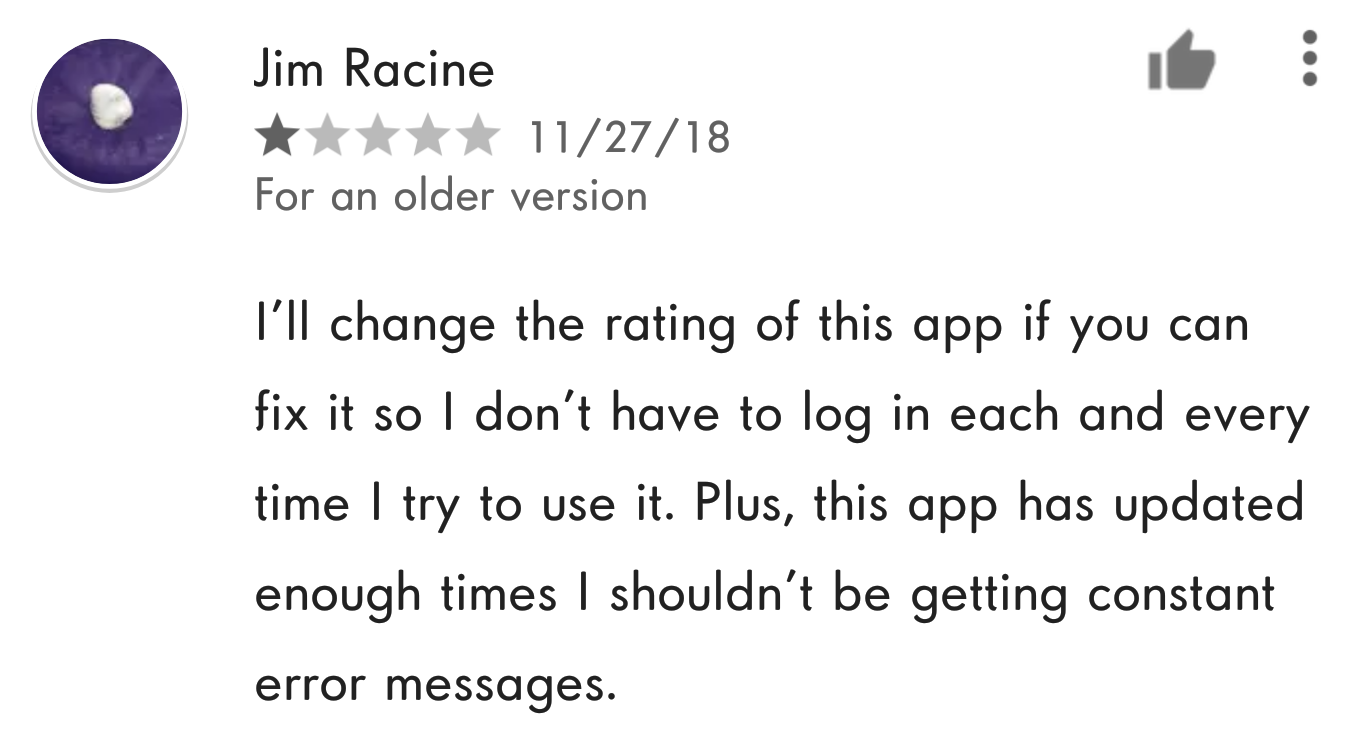 Jim Racine
11/27/18
For an older version
I’ll change the rating of this app if you can
fix it so I don’t have to log in each and every
time I try to use it. Plus, this app has updated
enough times I shouldn’t be getting constant
error messages.